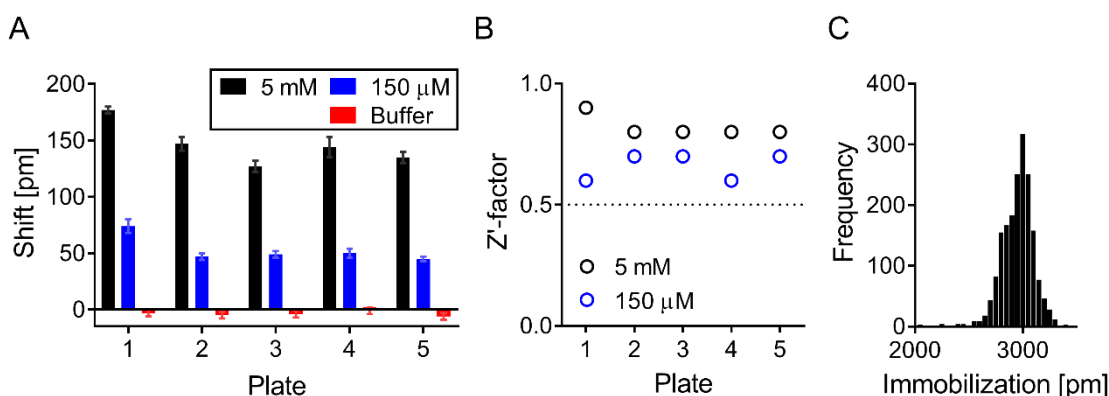 A
Shift [pm]
200
150
100
50
0
5 mM
150 µM
Buffer
1 2 3 4 5
Plate
B
Z'-factor
1.0
0.5
0.0
5 mM
150 µM
1 2 3 4 5
Plate
C
Frequency
400
300
200
100
0
2000 3000
Immobilization [pm]